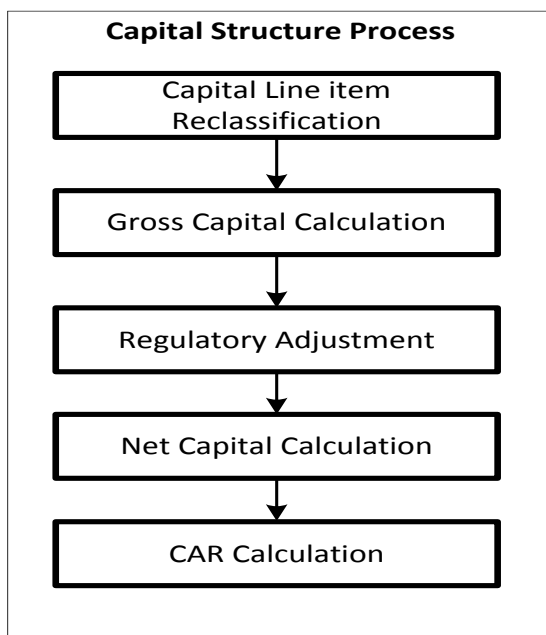 Capital Structure Process
Capital Line item
Reclassification
Gross Capital Calculation
Regulatory Adjustment
Net Capital Calculation
CAR Calculation